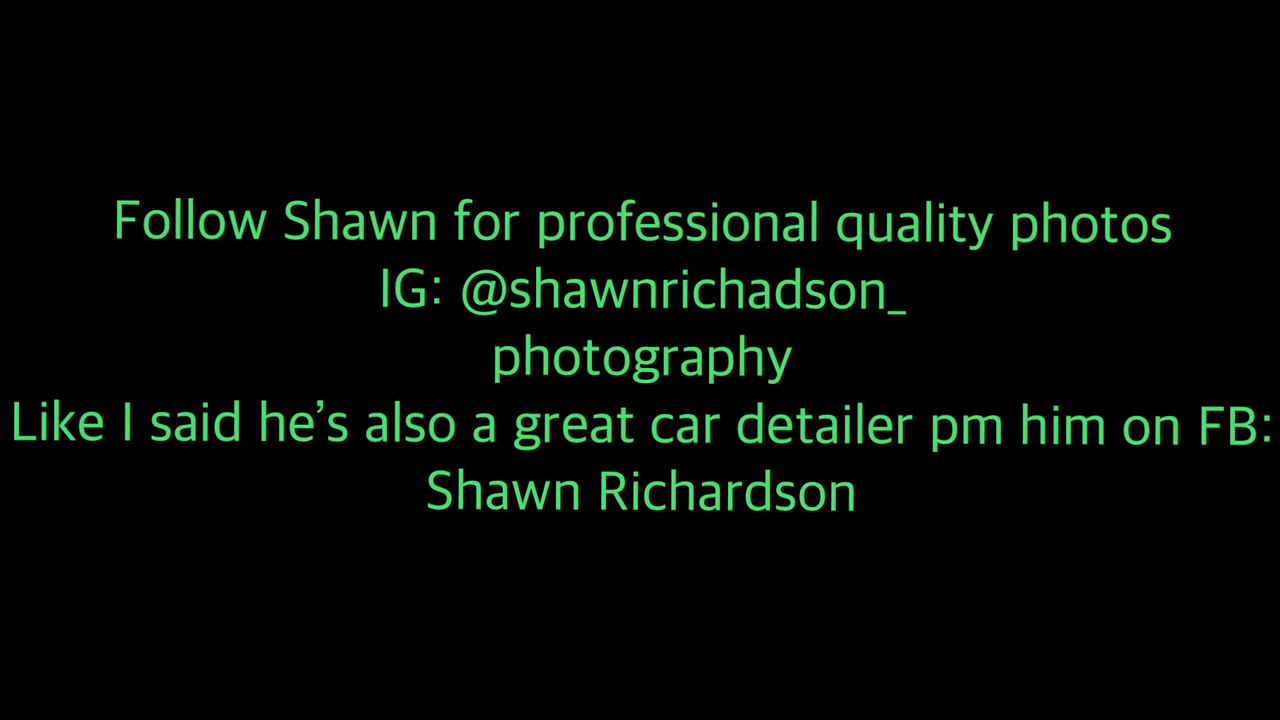 Follow Shawn for professional quality photos
IG: @shawnrichadson_
photography
Like I said he’s also a great car detailer pm him on FB:
Shawn Richardson